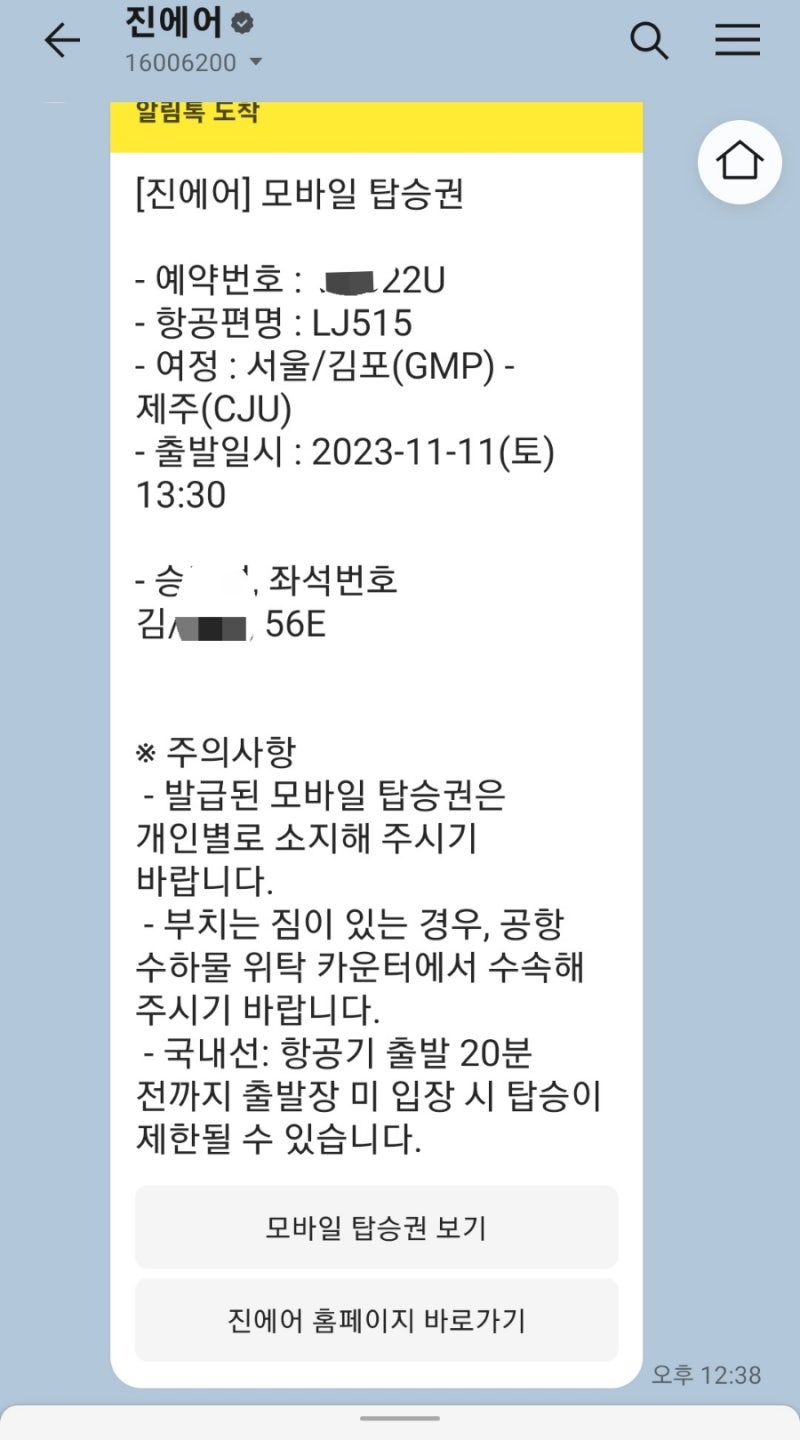 진에어
16006200
알림톡 도착
[진에어] 모바일 탑승권
- 예약번호 : 22U
- 항공편명 : LJ515
- 여정 : 서울/김포(GMP) -
제주(CJU)
- 출발일시 : 2023-11-11(토)
13:30
- 승 , 좌석번호
김/ , 56E
※ 주의사항
- 발급된 모바일 탑승권은
개인별로 소지해 주시기
바랍니다.
- 부치는 짐이 있는 경우, 공항
수하물 위탁 카운터에서 수속해
주시기 바랍니다.
- 국내선: 항공기 출발 20분
전까지 출발장 미 입장 시 탑승이
제한될 수 있습니다.
모바일 탑승권 보기
진에어 홈페이지 바로가기
오후 12:38